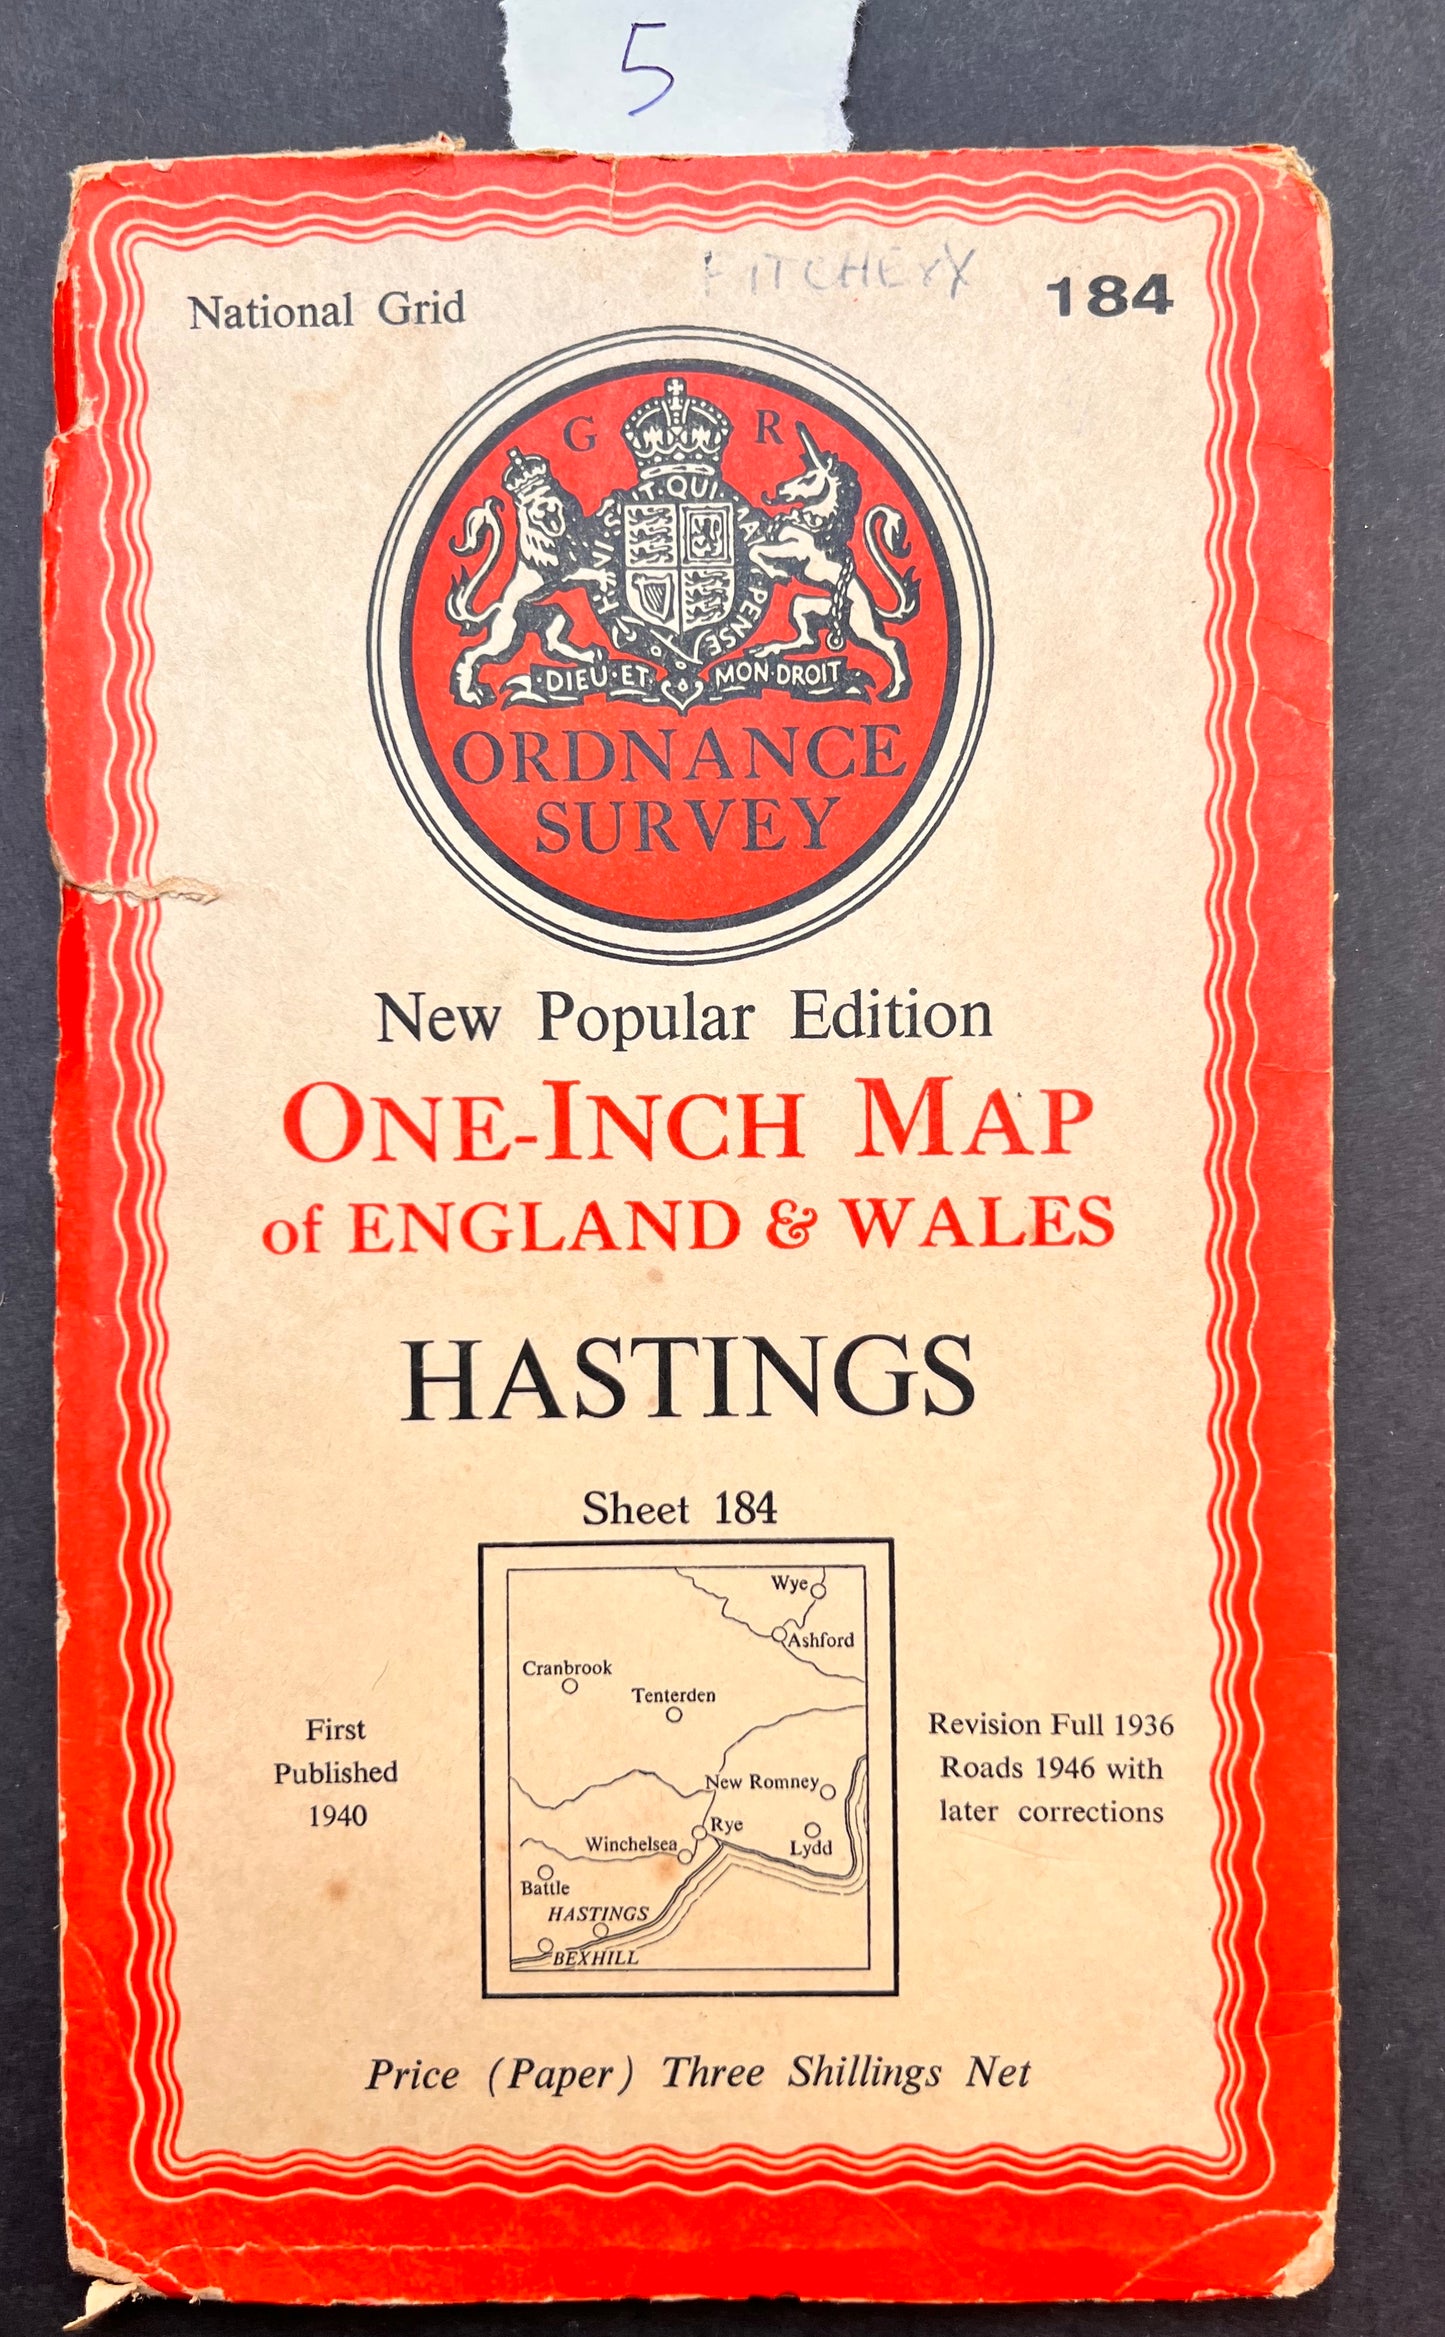 5
National Grid
184
G R
HONI·SOIT·QUI·MAL·Y·PENSE
·DIEU·ET· MON·DROIT·
ORDNANCE
SURVEY
New Popular Edition
ONE-INCH MAP
of ENGLAND & WALES
HASTINGS
Sheet 184
Wye
Ashford
Cranbrook
Tenterden
New Romney
Rye
Winchelsea
Lydd
Battle
HASTINGS
BEXHILL
First
Published
1940
Revision Full 1936
Roads 1946 with
later corrections
Price (Paper) Three Shillings Net